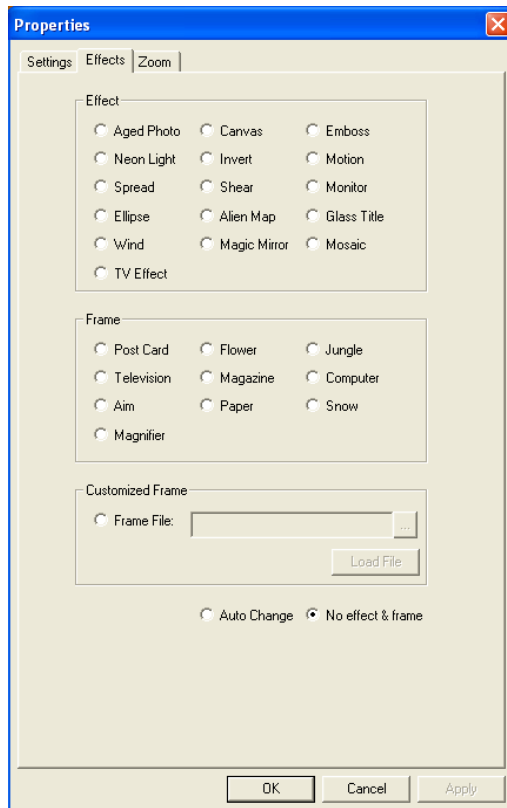 Properties
Settings Effects Zoom
Effect
Aged Photo Canvas Emboss
Neon Light Invert Motion
Spread Shear Monitor
Ellipse Alien Map Glass Title
Wind Magic Mirror Mosaic
TV Effect
Frame
Post Card Flower Jungle
Television Magazine Computer
Aim Paper Snow
Magnifier
Customized Frame
Frame File: ...
Load File
Auto Change No effect & frame
OK Cancel Apply